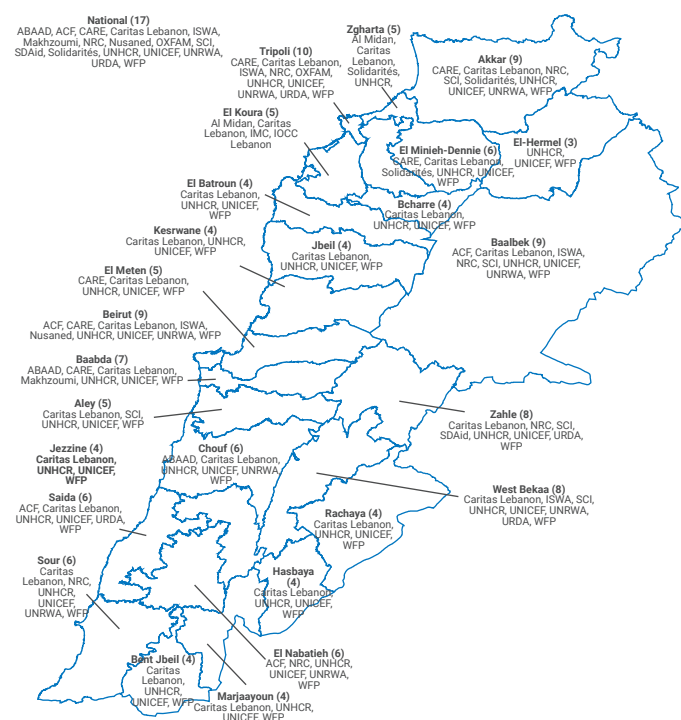 National (17)
ABAAD, ACF, CARE, Caritas Lebanon, ISWA,
Makhzoumi, NRC, Nusaned, OXFAM, SCI,
SDAid, Solidarités, UNHCR, UNICEF, UNRWA,
URDA, WFP
Zgharta (5)
Al Midan,
Caritas
Lebanon,
Solidarités,
UNHCR
Tripoli (10)
CARE, Caritas Lebanon,
ISWA, NRC, OXFAM,
UNHCR, UNICEF,
UNRWA, URDA, WFP
Akkar (9)
CARE, Caritas Lebanon, NRC,
SCI, Solidarités, UNHCR,
UNICEF, UNRWA, WFP
El Koura (5)
Al Midan, Caritas
Lebanon, IMC, IOCC
Lebanon
El Minieh-Dennie (6)
CARE, Caritas Lebanon,
Solidarités, UNHCR, UNICEF,
WFP
El-Hermel (3)
UNHCR,
UNICEF, WFP
El Batroun (4)
Caritas Lebanon,
UNHCR, UNICEF,
WFP
Bcharre (4)
Caritas Lebanon,
UNHCR, UNICEF, WFP
Kesrwane (4)
Caritas Lebanon, UNHCR,
UNICEF, WFP
Jbeil (4)
Caritas Lebanon,
UNHCR, UNICEF, WFP
Baalbek (9)
ACF, Caritas Lebanon, ISWA,
NRC, SCI, UNHCR, UNICEF,
UNRWA, WFP
El Meten (5)
CARE, Caritas Lebanon,
UNHCR, UNICEF, WFP
Beirut (9)
ACF, CARE, Caritas Lebanon, ISWA,
Nusaned, UNHCR, UNICEF, UNRWA, WFP
Baabda (7)
ABAAD, CARE, Caritas Lebanon,
Makhzoumi, UNHCR, UNICEF, WFP
Aley (5)
Caritas Lebanon, SCI,
UNHCR, UNICEF, WFP
Zahle (8)
Caritas Lebanon, NRC, SCI,
SDAid, UNHCR, UNICEF, URDA,
WFP
Jezzine (4)
Caritas Lebanon,
UNHCR, UNICEF,
WFP
Chouf (6)
ABAAD, Caritas Lebanon,
UNHCR, UNICEF, UNRWA,
WFP
West Bekaa (8)
Caritas Lebanon, ISWA, SCI,
UNHCR, UNICEF, UNRWA,
URDA, WFP
Saida (6)
ACF, Caritas Lebanon,
UNHCR, UNICEF, URDA,
WFP
Rachaya (4)
Caritas Lebanon,
UNHCR, UNICEF,
WFP
Sour (6)
Caritas
Lebanon, NRC,
UNHCR,
UNICEF,
UNRWA, WFP
Hasbaya
(4)
Caritas Lebanon,
UNHCR, UNICEF,
WFP
El Nabatieh (6)
ACF, NRC, UNHCR,
UNICEF, UNRWA,
WFP
Bent Jbeil (4)
Caritas
Lebanon,
UNHCR,
UNICEF, WFP
Marjaayoun (4)
Caritas Lebanon, UNHCR,
UNICEF, WFP